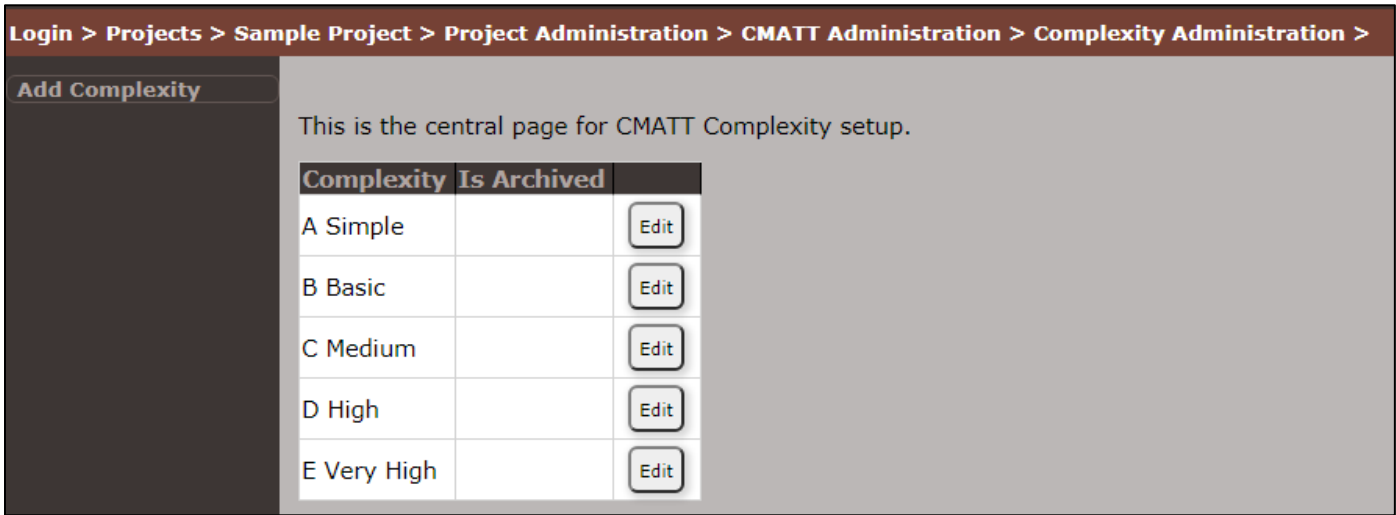 Login > Projects > Sample Project > Project Administration > CMATT Administration > Complexity Administration >
Add Complexity
This is the central page for CMATT Complexity setup.
Complexity Is Archived
A Simple Edit
B Basic Edit
C Medium Edit
D High Edit
E Very High Edit